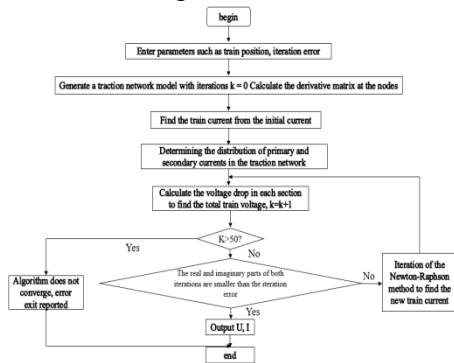 begin
Enter parameters such as train position, iteration error
Generate a traction network model with iterations k = 0 Calculate the derivative matrix at the nodes
Find the train current from the initial current
Determining the distribution of primary and
secondary currents in the traction network
Calculate the voltage drop in each section
to find the total train voltage, k=k+1
Yes
K>50?
No
Algorithm does not
converge, error
exit reported
The real and imaginary parts of both
iterations are smaller than the iteration
error
No
Iteration of the
Newton-Raphson
method to find the
new train current
Yes
Output U, I
end